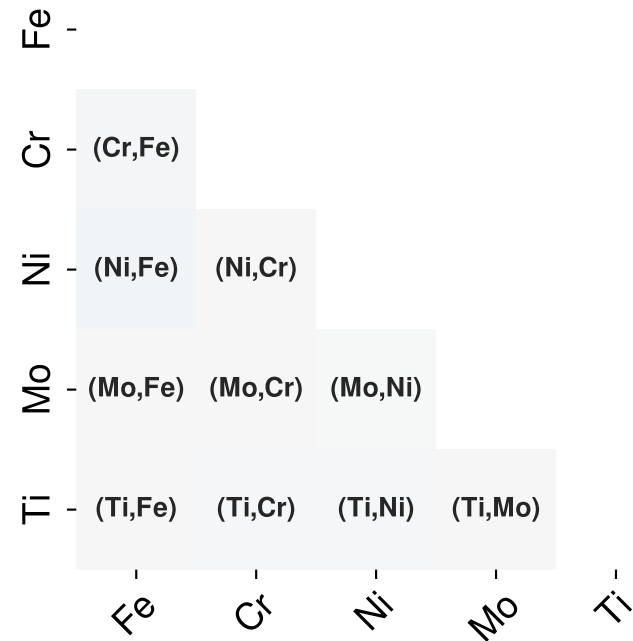 Fe
Cr (Cr,Fe)
Ni (Ni,Fe) (Ni,Cr)
Mo (Mo,Fe) (Mo,Cr) (Mo,Ni)
Ti (Ti,Fe) (Ti,Cr) (Ti,Ni) (Ti,Mo)
Fe Cr Ni Mo Ti